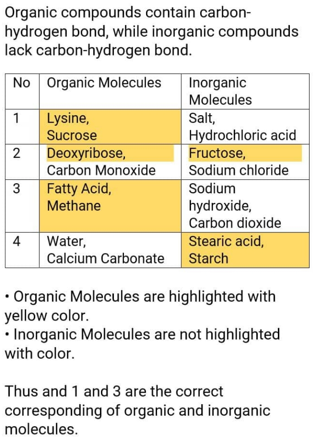 Organic compounds contain carbon-
hydrogen bond, while inorganic compounds
lack carbon-hydrogen bond.
No Organic Molecules Inorganic
Molecules
1 Lysine, Salt,
Sucrose Hydrochloric acid
2 Deoxyribose, Fructose,
Carbon Monoxide Sodium chloride
3 Fatty Acid, Sodium
Methane hydroxide,
Carbon dioxide
4 Water, Stearic acid,
Calcium Carbonate Starch
• Organic Molecules are highlighted with
yellow color.
• Inorganic Molecules are not highlighted
with color.
Thus and 1 and 3 are the correct
corresponding of organic and inorganic
molecules.